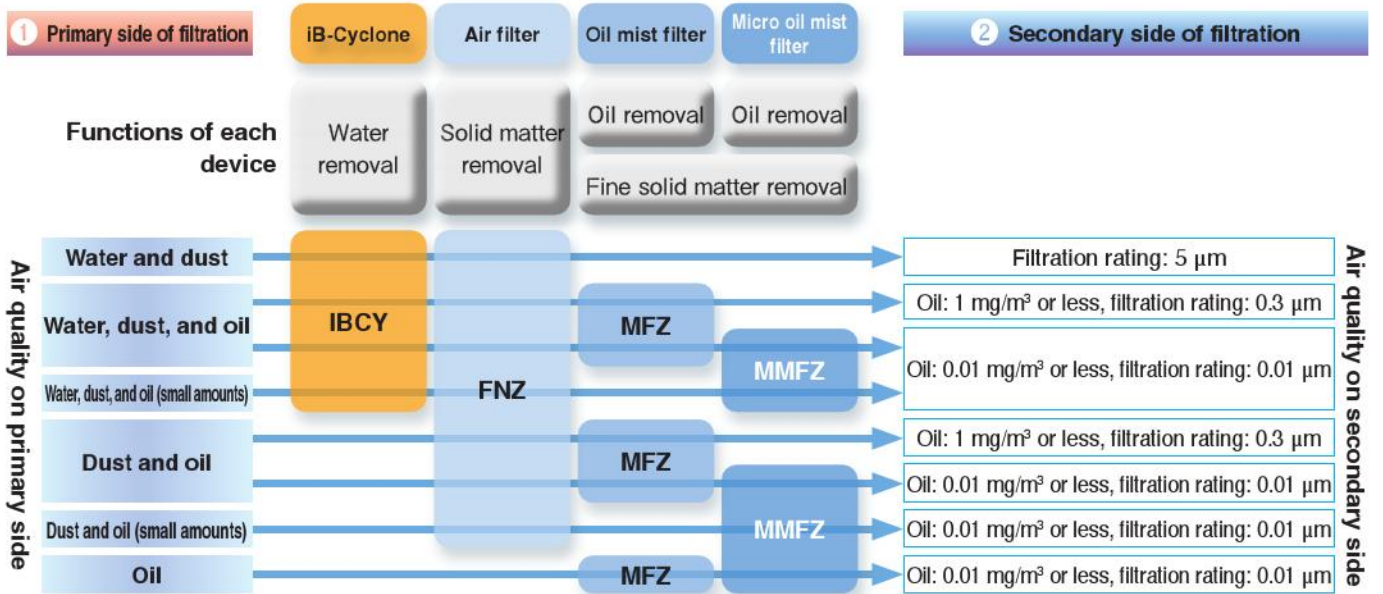 1 Primary side of filtration
iB-Cyclone
Air filter
Oil mist filter
Micro oil mist
filter
2 Secondary side of filtration
Functions of each
device
Water
removal
Solid matter
removal
Oil removal
Oil removal
Fine solid matter removal
Air quality on primary side
Water and dust
Water, dust, and oil
Water, dust, and oil (small amounts)
Dust and oil
Dust and oil (small amounts)
Oil
IBCY
FNZ
MFZ
MMFZ
MFZ
MMFZ
MFZ
Filtration rating: 5 μm
Oil: 1 mg/m³ or less, filtration rating: 0.3 μm
Oil: 0.01 mg/m³ or less, filtration rating: 0.01 μm
Oil: 1 mg/m³ or less, filtration rating: 0.3 μm
Oil: 0.01 mg/m³ or less, filtration rating: 0.01 μm
Oil: 0.01 mg/m³ or less, filtration rating: 0.01 μm
Oil: 0.01 mg/m³ or less, filtration rating: 0.01 μm
Air quality on secondary side